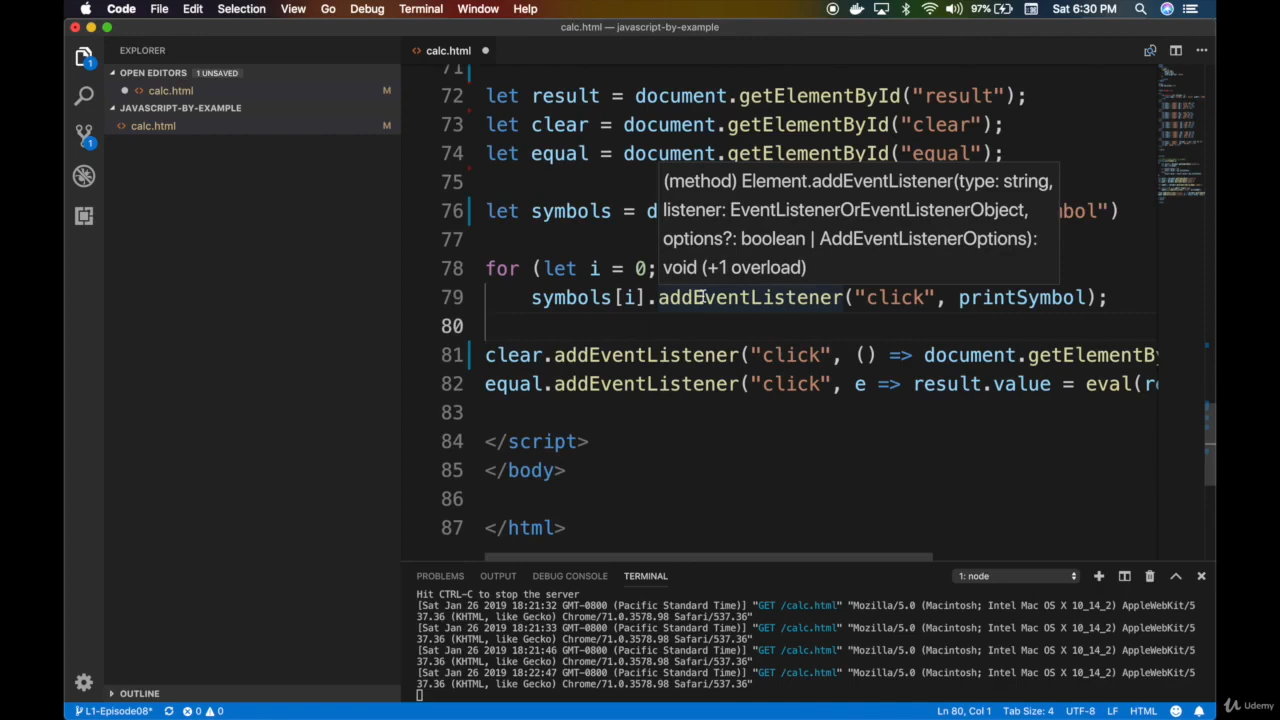 Code File Edit Selection View Go Debug Terminal Window Help 97% Sat 6:30 PM
calc.html — javascript-by-example
EXPLORER
OPEN EDITORS 1 UNSAVED
calc.html M
JAVASCRIPT-BY-EXAMPLE
calc.html M
1
1
calc.html
71
72 let result = document.getElementById("result");
73 let clear = document.getElementById("clear");
74 let equal = document.getElementById("equal");
75
(method) Element.addEventListener(type: string,
listener: EventListenerOrEventListenerObject,
options?: boolean | AddEventListenerOptions):
void (+1 overload)
76 let symbols = d bol")
77
78 for (let i = 0;
79 symbols[i].addEventListener("click", printSymbol);
80
81 clear.addEventListener("click", () => document.getElementB
82 equal.addEventListener("click", e => result.value = eval(
83
84 </script>
85 </body>
86
87 </html>
PROBLEMS OUTPUT DEBUG CONSOLE TERMINAL 1: node
Hit CTRL-C to stop the server
[Sat Jan 26 2019 18:21:32 GMT-0800 (Pacific Standard Time)] "GET /calc.html" "Mozilla/5.0 (Macintosh; Intel Mac OS X 10_14_2) AppleWebKit/5
37.36 (KHTML, like Gecko) Chrome/71.0.3578.98 Safari/537.36"
[Sat Jan 26 2019 18:21:33 GMT-0800 (Pacific Standard Time)] "GET /calc.html" "Mozilla/5.0 (Macintosh; Intel Mac OS X 10_14_2) AppleWebKit/5
37.36 (KHTML, like Gecko) Chrome/71.0.3578.98 Safari/537.36"
[Sat Jan 26 2019 18:21:46 GMT-0800 (Pacific Standard Time)] "GET /calc.html" "Mozilla/5.0 (Macintosh; Intel Mac OS X 10_14_2) AppleWebKit/5
37.36 (KHTML, like Gecko) Chrome/71.0.3578.98 Safari/537.36"
[Sat Jan 26 2019 18:22:47 GMT-0800 (Pacific Standard Time)] "GET /calc.html" "Mozilla/5.0 (Macintosh; Intel Mac OS X 10_14_2) AppleWebKit/5
37.36 (KHTML, like Gecko) Chrome/71.0.3578.98 Safari/537.36"
OUTLINE
L1-Episode08* 0 0 Ln 80, Col 1 Tab Size: 4 UTF-8 LF HTML
Udemy